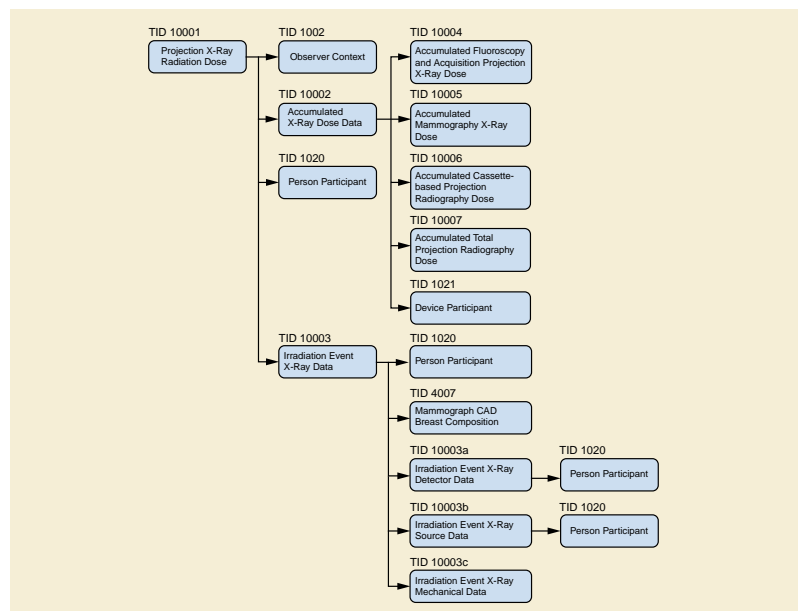 TID 10001
Projection X-Ray
Radiation Dose
TID 1002
Observer Context
TID 10002
Accumulated
X-Ray Dose Data
TID 1020
Person Participant
TID 10003
Irradiation Event
X-Ray Data
TID 10004
Accumulated Fluoroscopy
and Acquisition Projection
X-Ray Dose
TID 10005
Accumulated
Mammography X-Ray
Dose
TID 10006
Accumulated Cassette-
based Projection
Radiography Dose
TID 10007
Accumulated Total
Projection Radiography
Dose
TID 1021
Device Participant
TID 1020
Person Participant
TID 4007
Mammograph CAD
Breast Composition
TID 10003a
Irradiation Event X-Ray
Detector Data
TID 1020
Person Participant
TID 10003b
Irradiation Event X-Ray
Source Data
TID 1020
Person Participant
TID 10003c
Irradiation Event X-Ray
Mechanical Data